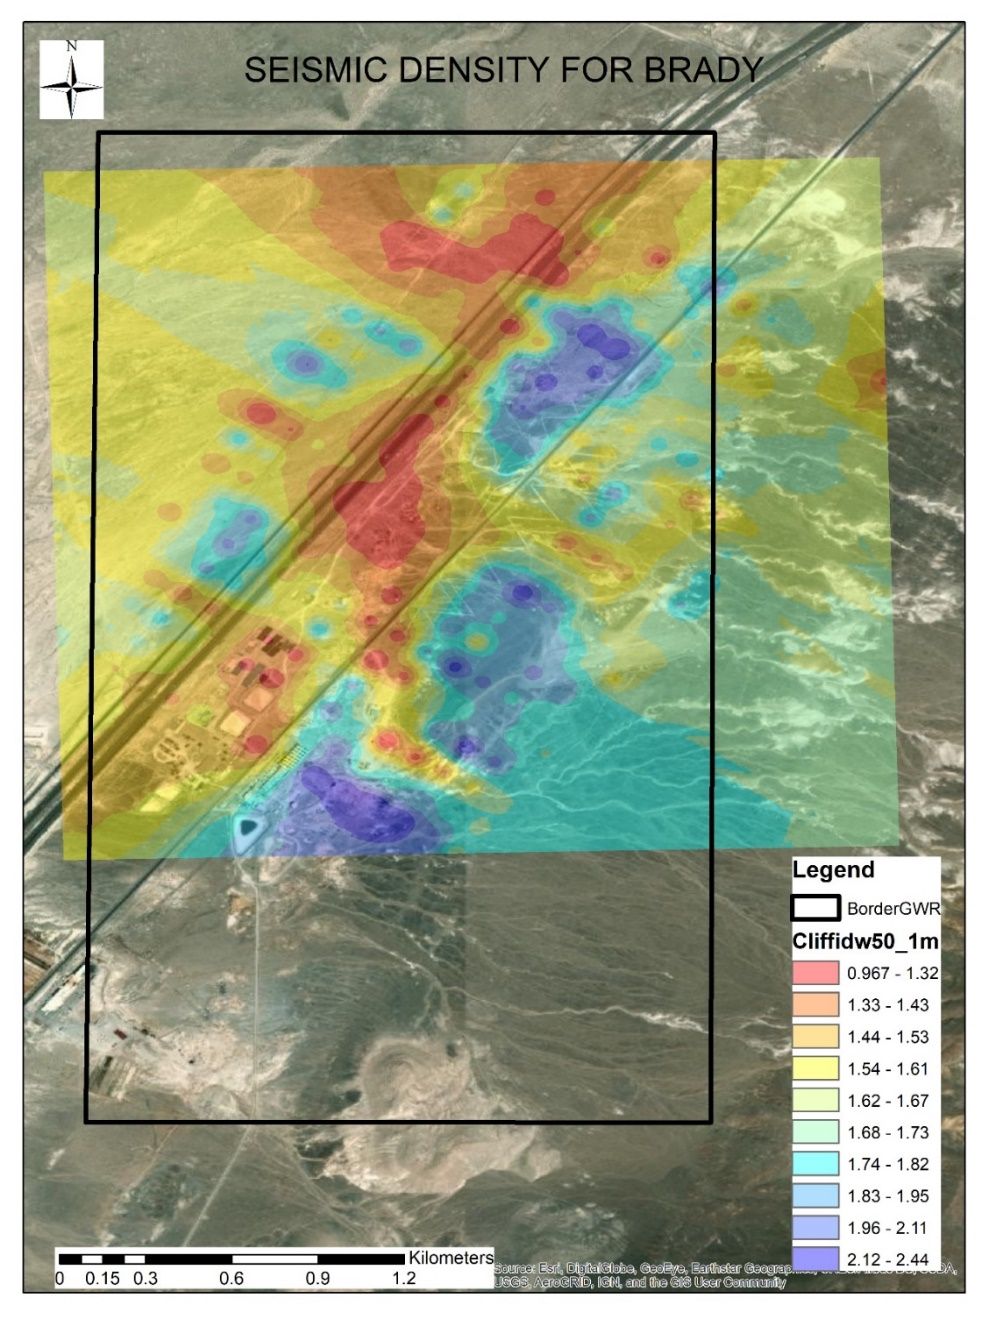 N
SEISMIC DENSITY FOR BRADY
Legend
BorderGWR
Cliffidw50_1m
0.967 - 1.32
1.33 - 1.43
1.44 - 1.53
1.54 - 1.61
1.62 - 1.67
1.68 - 1.73
1.74 - 1.82
1.83 - 1.95
1.96 - 2.11
2.12 - 2.44
Kilometers
0 0.15 0.3 0.6 0.9 1.2
Source: Esri, DigitalGlobe, GeoEye, Earthstar
USGS, AeroGRID, IGN, and the GIS User Community